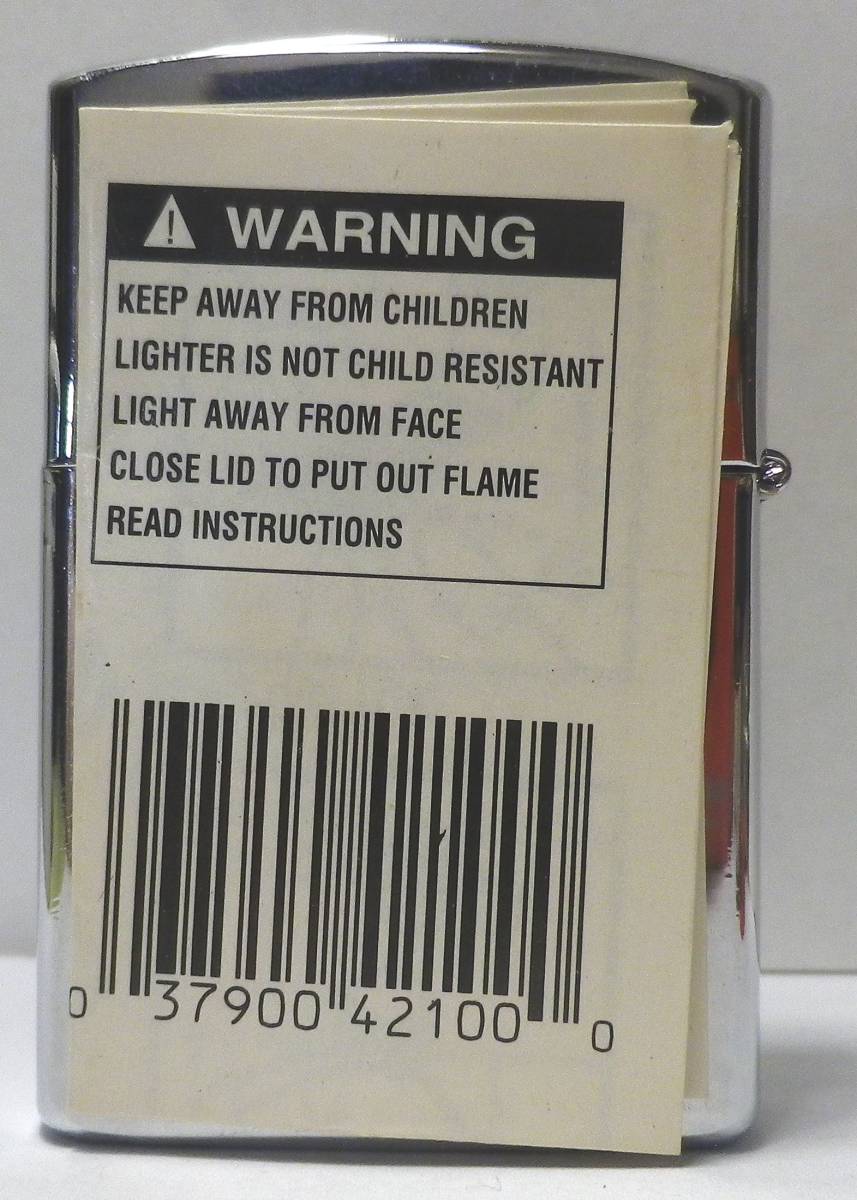 WARNING
KEEP AWAY FROM CHILDREN
LIGHTER IS NOT CHILD RESISTANT
LIGHT AWAY FROM FACE
CLOSE LID TO PUT OUT FLAME
READ INSTRUCTIONS
0 37900 42100 0